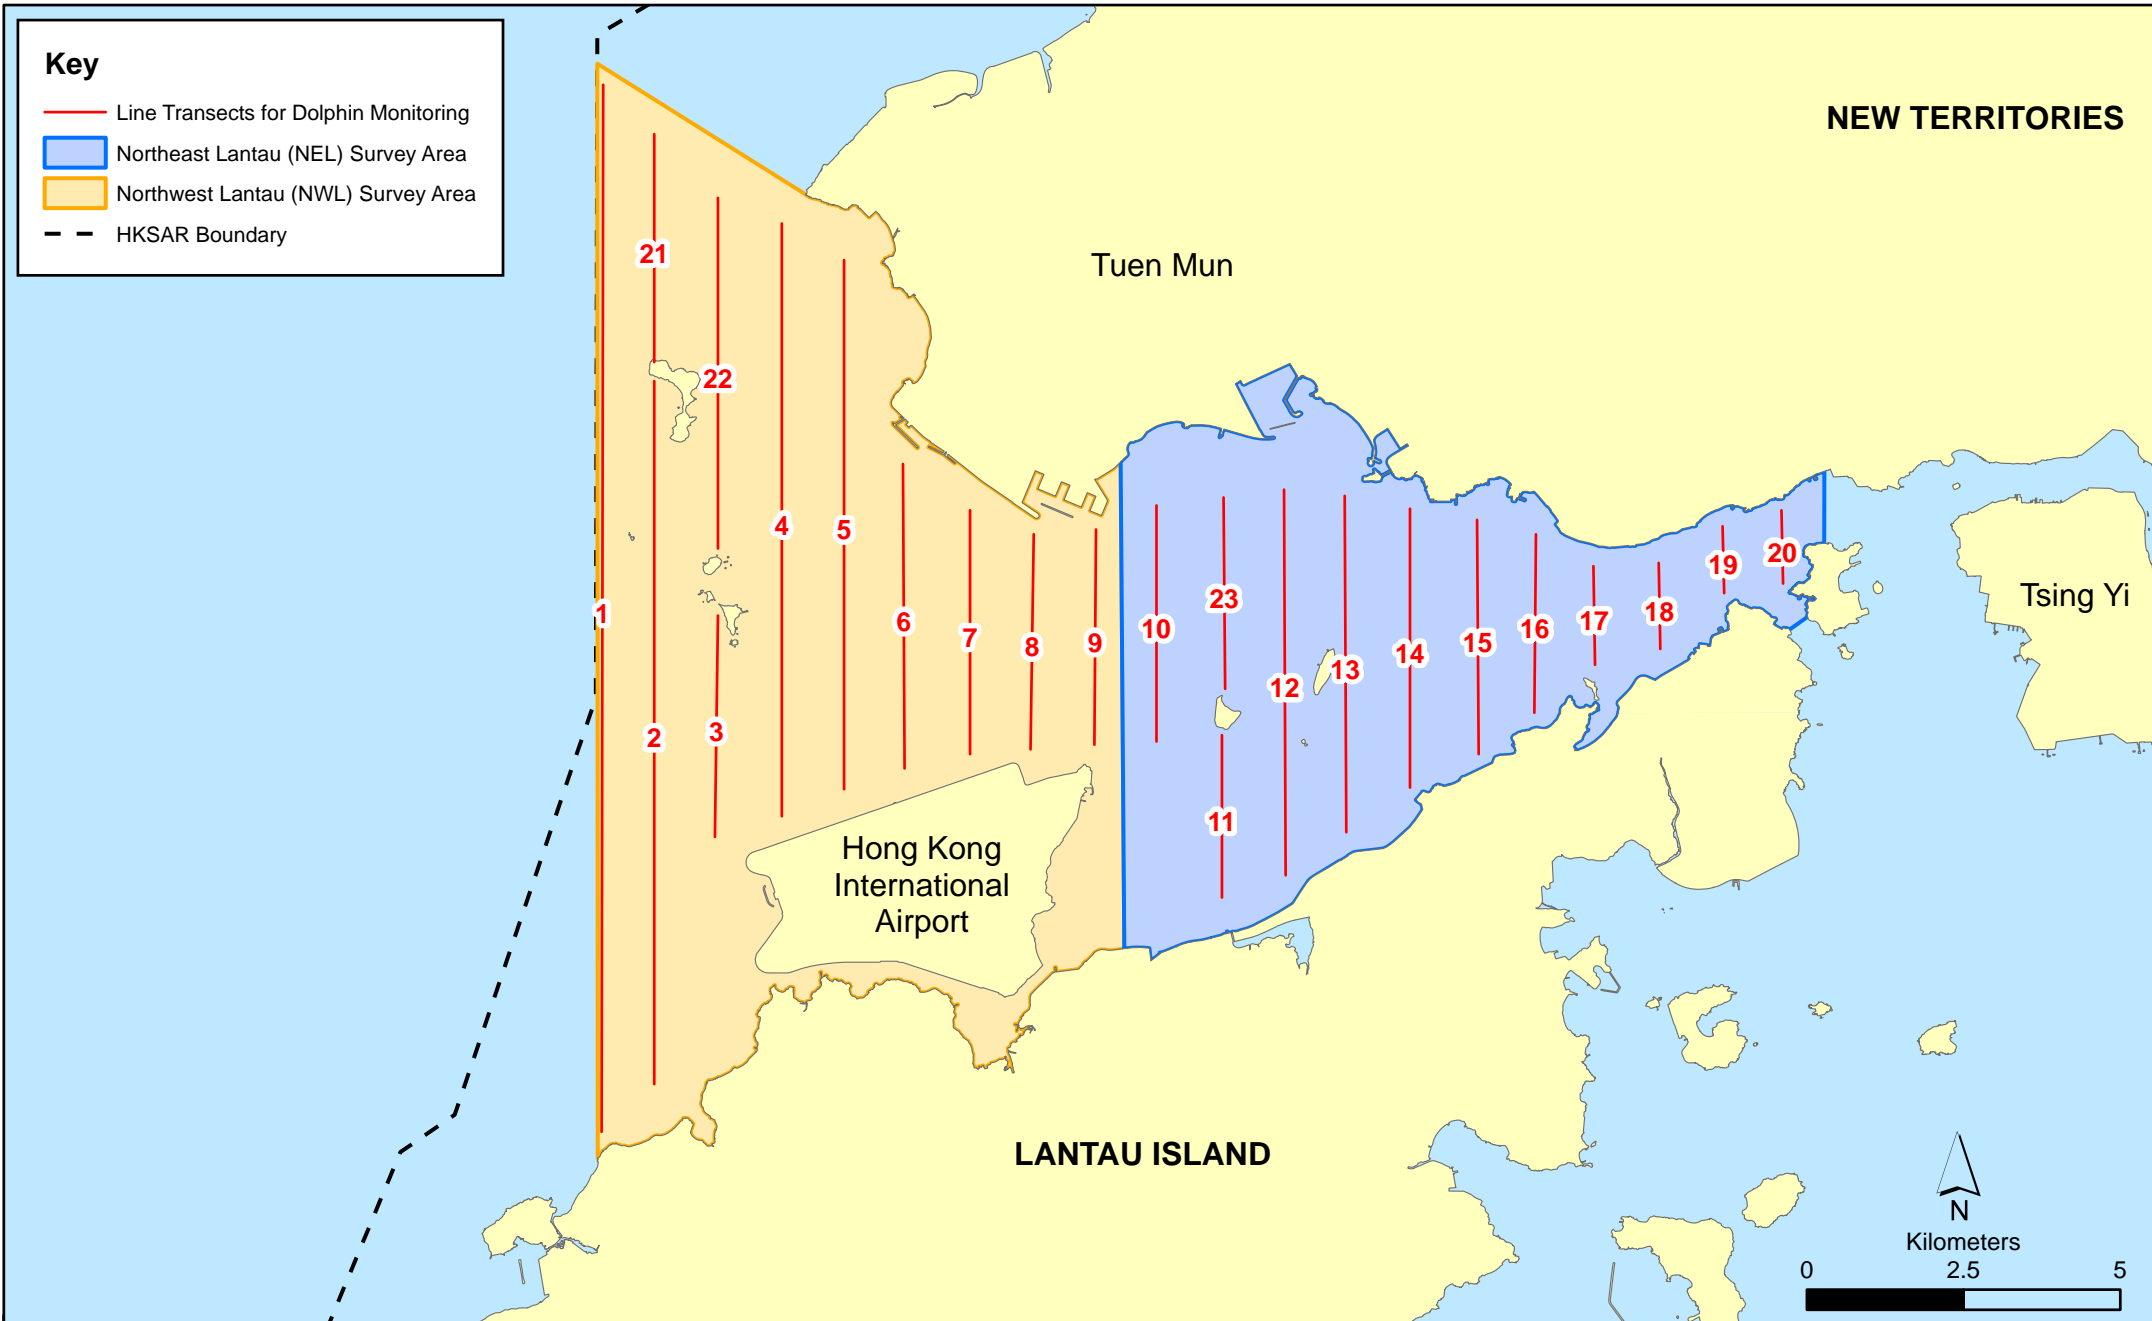 Key
Line Transects for Dolphin Monitoring
Northeast Lantau (NEL) Survey Area
Northwest Lantau (NWL) Survey Area
HKSAR Boundary
NEW TERRITORIES
Tuen Mun
21
22
4
5
20
19
Tsing Yi
23
1
18
6
17
10
16
7
9
15
8
14
13
12
3
2
11
Hong Kong
International
Airport
LANTAU ISLAND
N
Kilometers
0 2.5 5